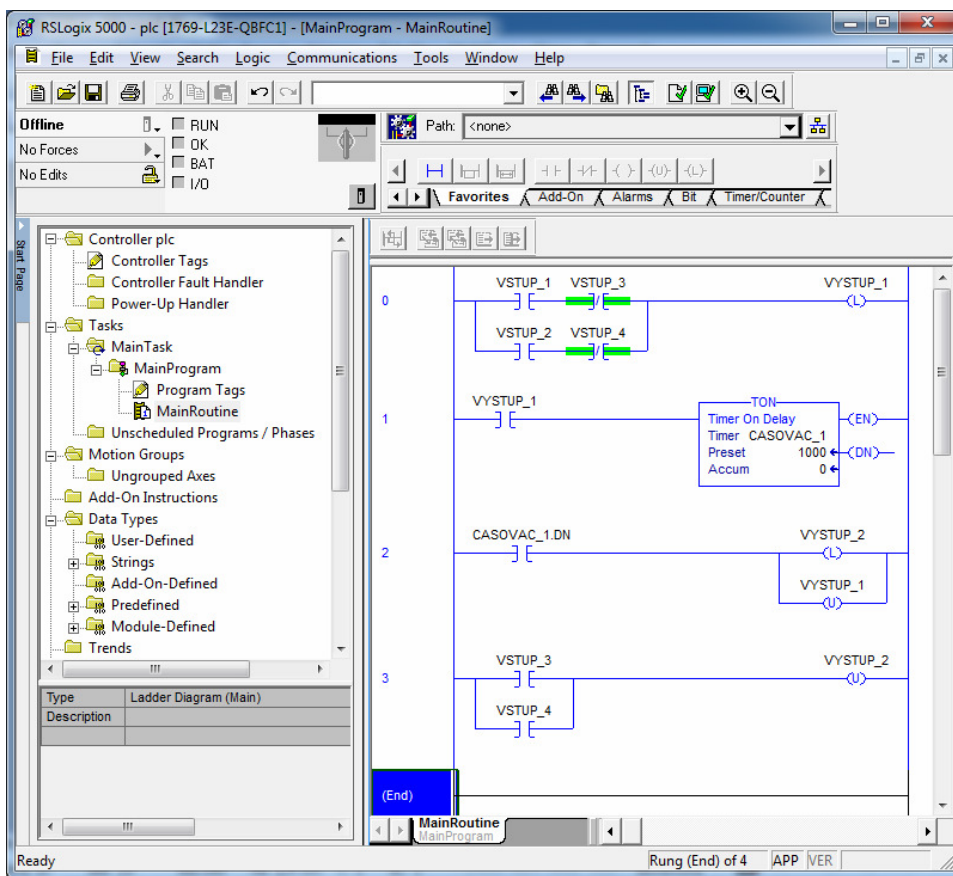 RSLogix 5000 - plc [1769-L23E-QBFC1] - [MainProgram - MainRoutine]
File Edit View Search Logic Communications Tools Window Help
Offline
RUN
No Forces
OK
No Edits
BAT
I/O
Path: <none>
Favorites Add-On Alarms Bit Timer/Counter
Start Page
Controller plc
Controller Tags
Controller Fault Handler
Power-Up Handler
Tasks
MainTask
MainProgram
Program Tags
MainRoutine
Unscheduled Programs / Phases
Motion Groups
Ungrouped Axes
Add-On Instructions
Data Types
User-Defined
Strings
Add-On-Defined
Predefined
Module-Defined
Trends
Type Ladder Diagram (Main)
Description
VSTUP_1 VSTUP_3 VYSTUP_1
0
(L)
VSTUP_2 VSTUP_4
VYSTUP_1
1
TON
Timer On Delay
(EN)
Timer CASOVAC_1
Preset 1000
(DN)
Accum 0
CASOVAC_1.DN VYSTUP_2
2
(L)
VYSTUP_1
(U)
VSTUP_3 VYSTUP_2
3
(U)
VSTUP_4
(End)
MainRoutine
MainProgram
Ready
Rung (End) of 4 APP VER